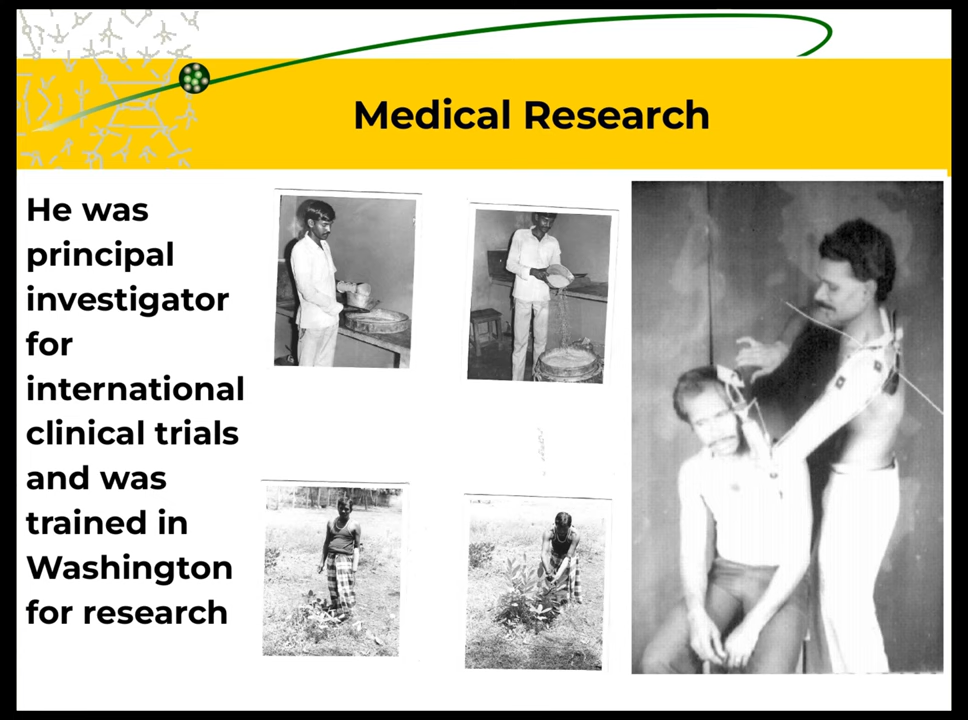 Medical Research
He was
principal
investigator
for
international
clinical trials
and was
trained in
Washington
for research